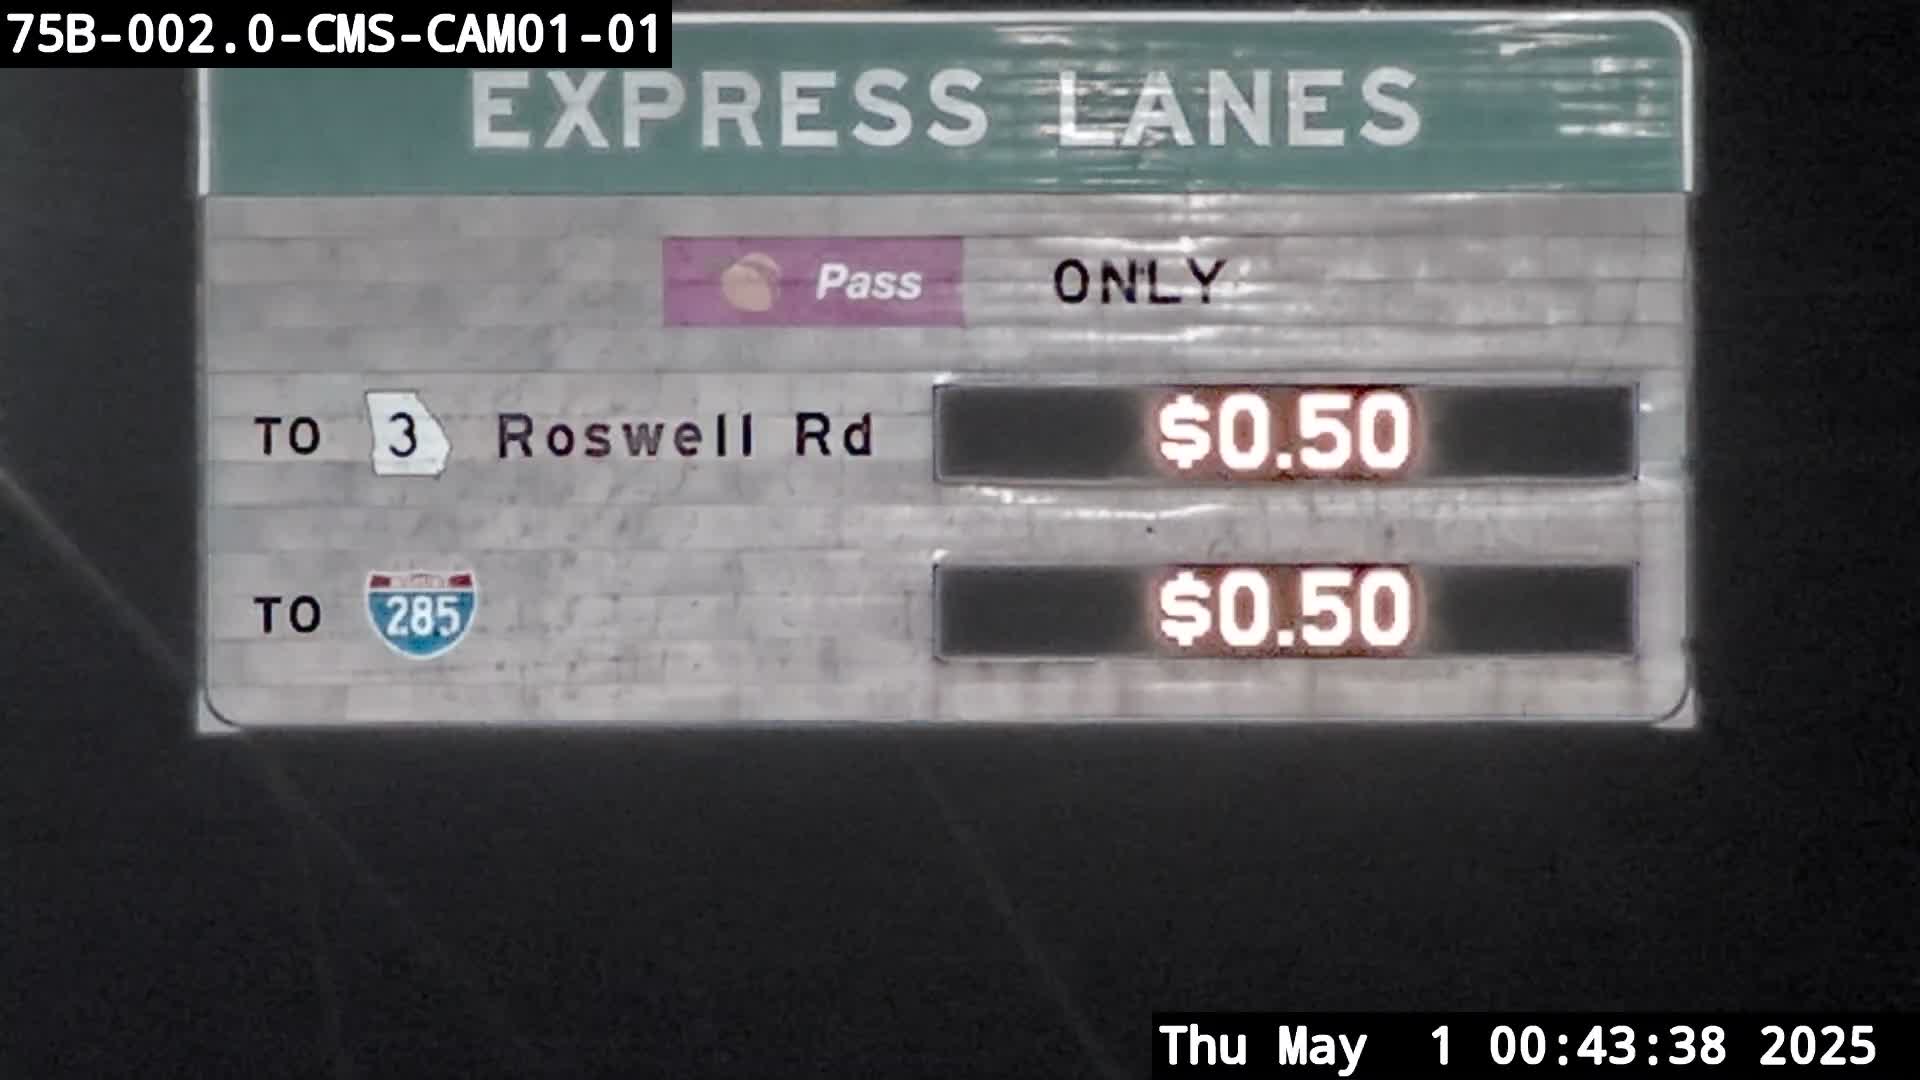 75B-002.0-CMS-CAM01-01
EXPRESS LANES
Pass ONLY
TO 3 Roswell Rd $0.50
TO 285 $0.50
Thu May 1 00:43:38 2025